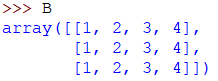 >>> B
array([[1, 2, 3, 4],
       [1, 2, 3, 4],
       [1, 2, 3, 4]])